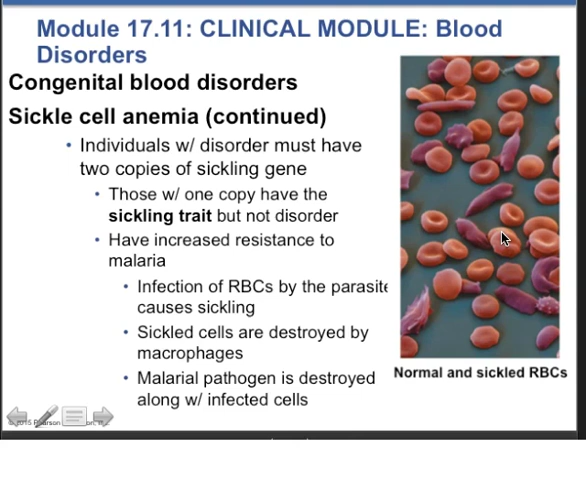 Module 17.11: CLINICAL MODULE: Blood
Disorders
Congenital blood disorders
Sickle cell anemia (continued)
• Individuals w/ disorder must have
two copies of sickling gene
• Those w/ one copy have the
sickling trait but not disorder
• Have increased resistance to
malaria
• Infection of RBCs by the parasite
causes sickling
• Sickled cells are destroyed by
macrophages
• Malarial pathogen is destroyed
along w/ infected cells
Normal and sickled RBCs
© 2015